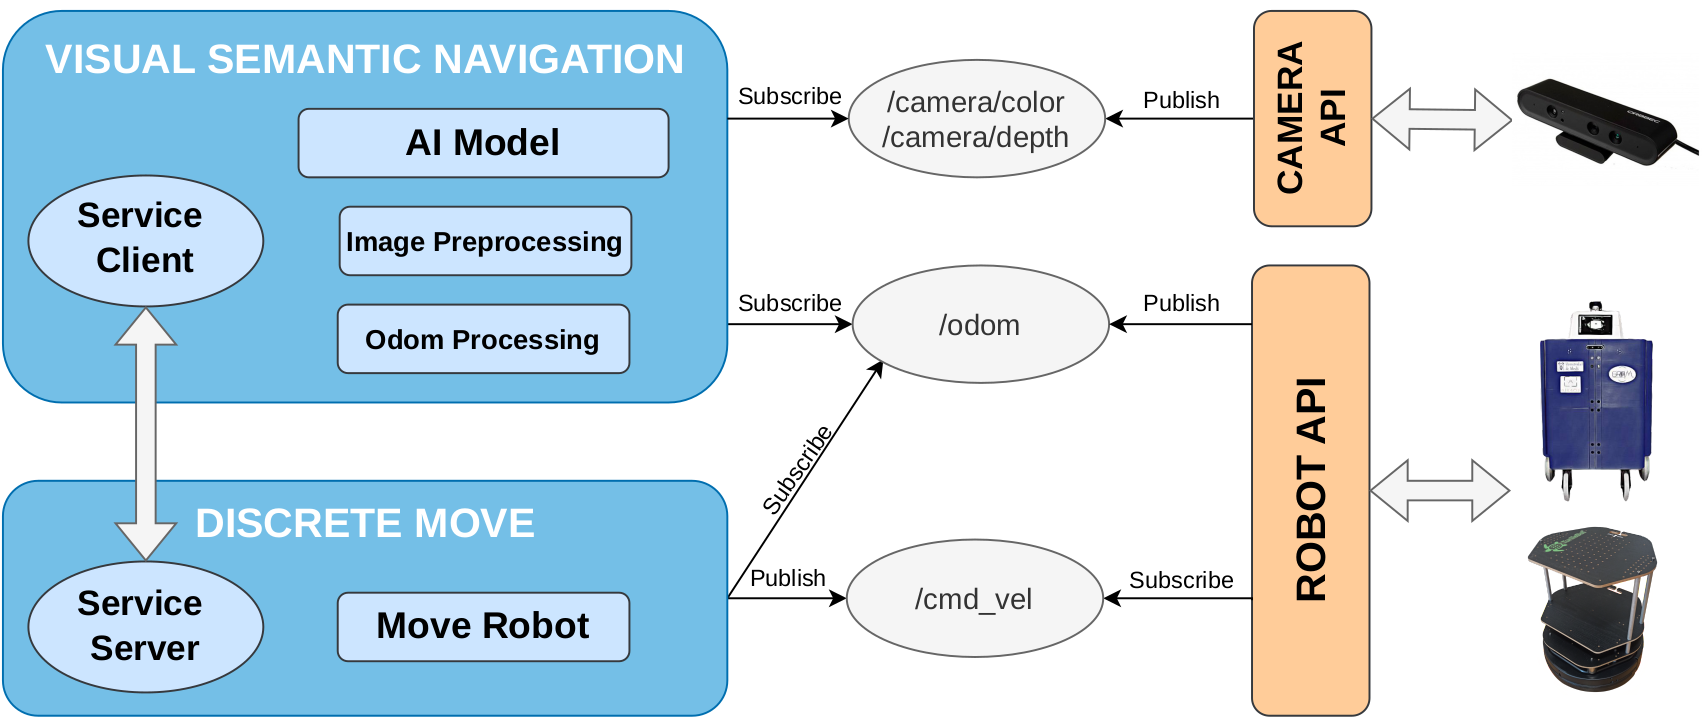 VISUAL SEMANTIC NAVIGATION
AI Model
Service
Client
Image Preprocessing
Odom Processing
DISCRETE MOVE
Service
Server
Move Robot
Subscribe
/camera/color
/camera/depth
Publish
CAMERA
API
Subscribe
/odom
Publish
Subscribe
Publish
/cmd_vel
Subscribe
ROBOT API